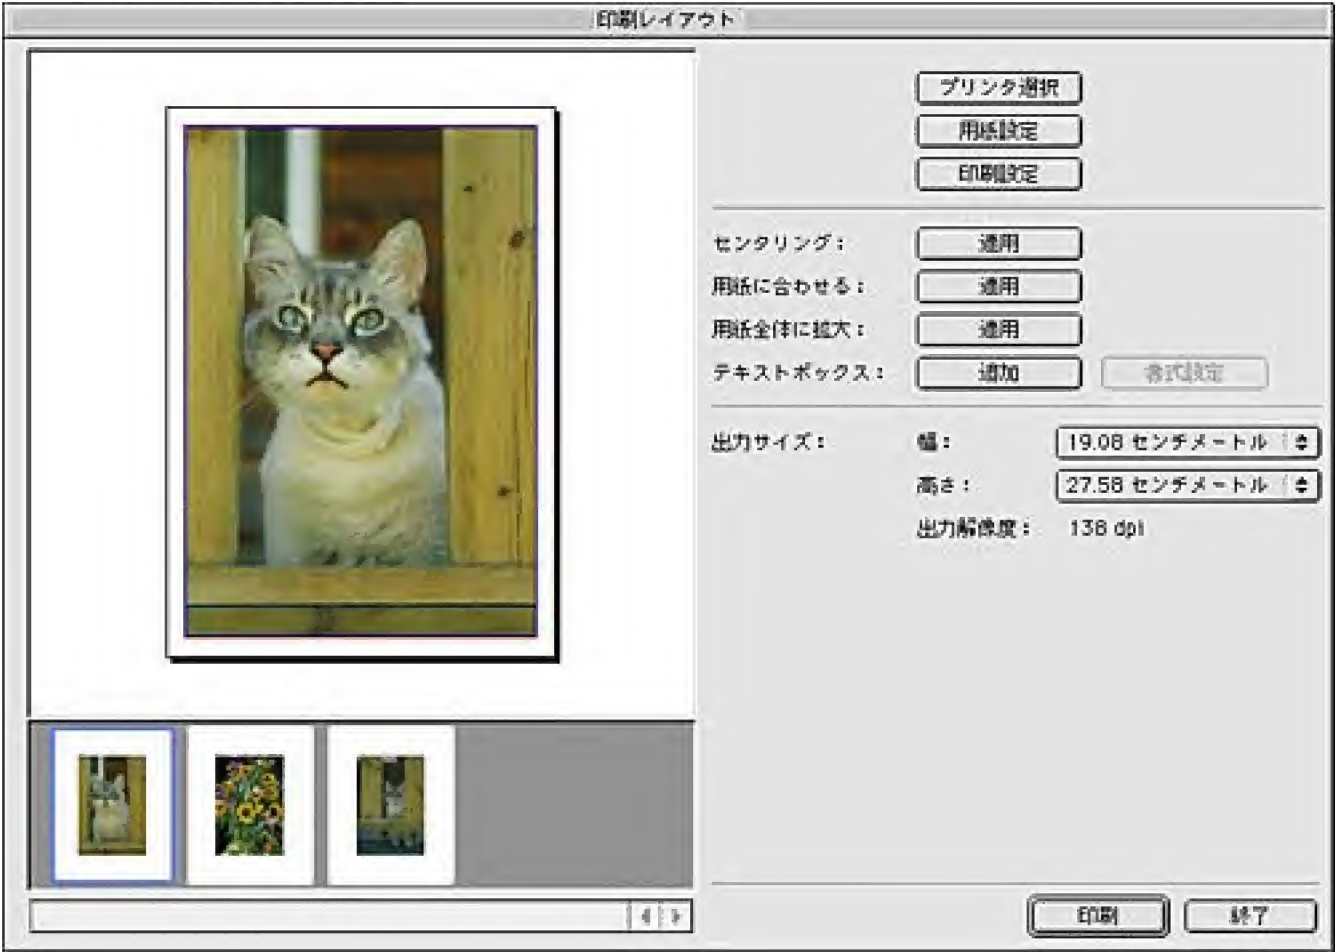 印刷レイアウト
プリンタ選択
用紙設定
印刷設定
センタリング： 適用
用紙に合わせる： 適用
用紙全体に拡大： 適用
テキストボックス： 追加 書式設定
出力サイズ： 幅： 19.08 センチメートル
高さ： 27.58 センチメートル
出力解像度： 138 dpi
印刷 終了